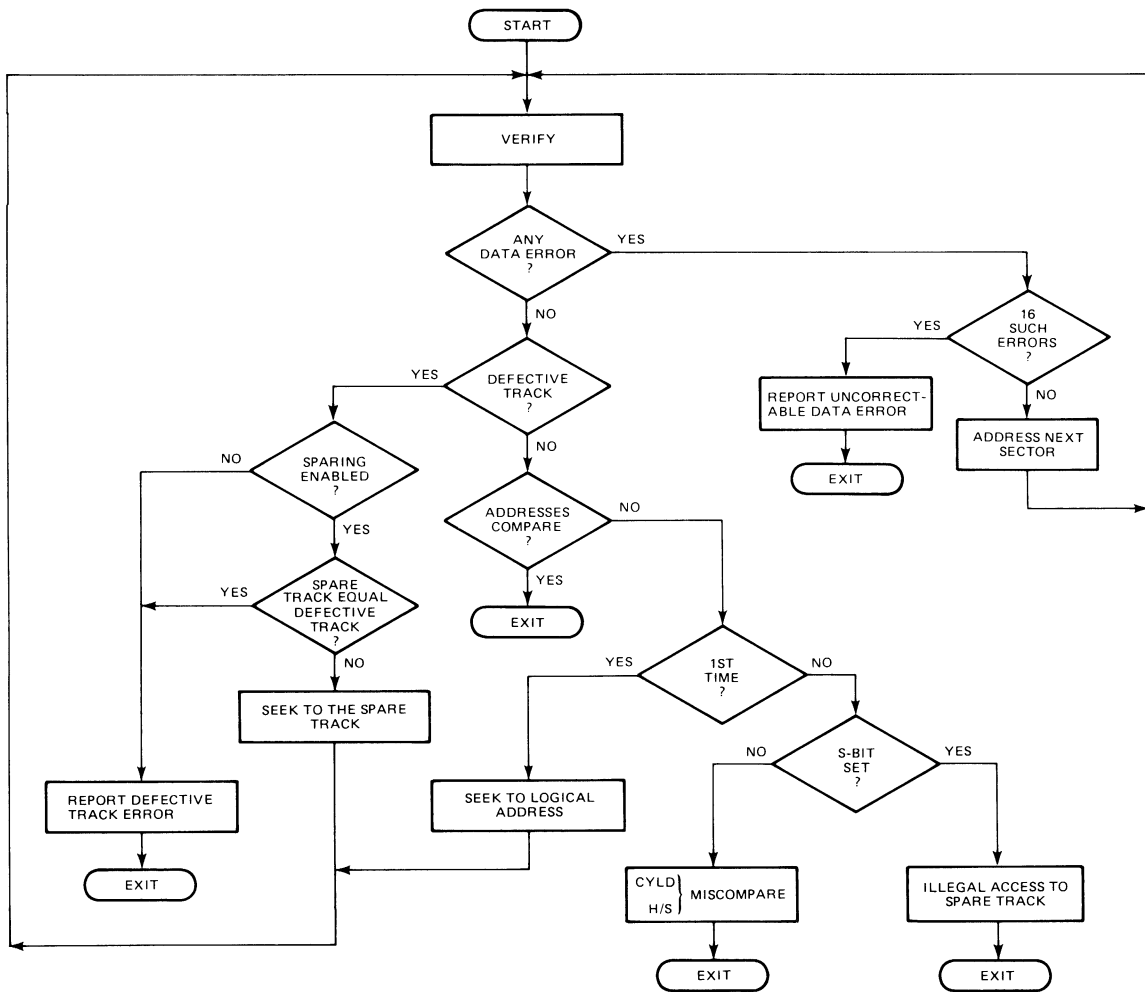 START
VERIFY
ANY
DATA ERROR
?
YES
NO
16
SUCH
ERRORS
?
YES
NO
REPORT UNCORRECT-
ABLE DATA ERROR
EXIT
ADDRESS NEXT
SECTOR
DEFECTIVE
TRACK
?
YES
NO
SPARING
ENABLED
?
NO
YES
ADDRESSES
COMPARE
?
NO
YES
EXIT
SPARE
TRACK EQUAL
DEFECTIVE
TRACK
?
YES
NO
SEEK TO THE SPARE
TRACK
1ST
TIME
?
YES
NO
S-BIT
SET
?
NO
YES
REPORT DEFECTIVE
TRACK ERROR
EXIT
SEEK TO LOGICAL
ADDRESS
CYLD
H/S
} MISCOMPARE
EXIT
ILLEGAL ACCESS TO
SPARE TRACK
EXIT